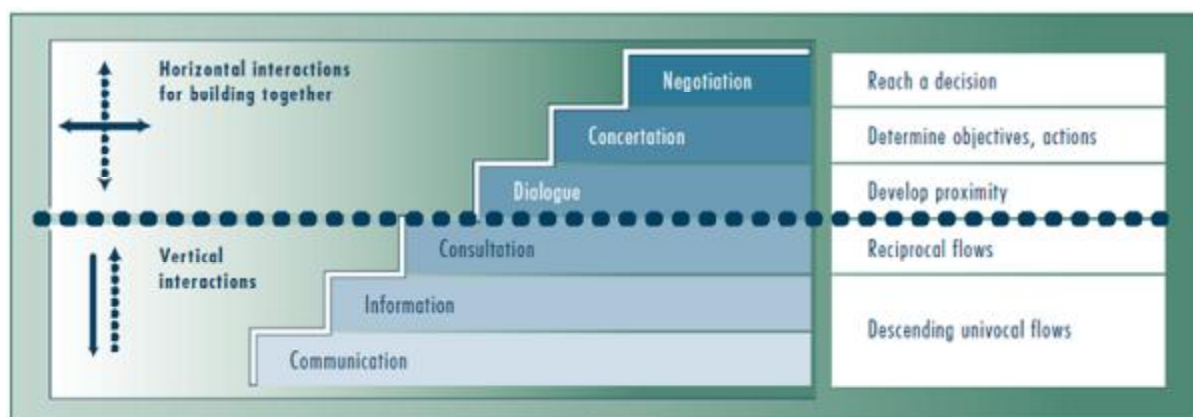 Horizontal interactions
for building together
Negotiation
Reach a decision
Concertation
Determine objectives, actions
Dialogue
Develop proximity
Vertical
interactions
Consultation
Reciprocal flows
Information
Descending univocal flows
Communication